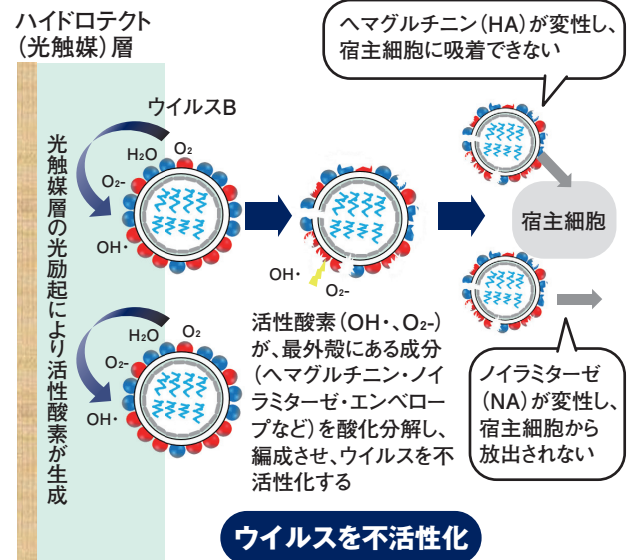 ハイドロテクト
(光触媒)層
光触媒層の光励起により活性酸素が生成
ウイルスB
H₂O
O₂
O₂-
OH・
H₂O
O₂
O₂-
OH・
OH・
O₂-
活性酸素(OH・、O₂-)
が、最外殻にある成分
(ヘマグルチニン・ノイ
ラミターゼ・エンベロー
プなど)を酸化分解し、
編成させ、ウイルスを不
活性化する
ヘマグルチニン(HA)が変性し、
宿主細胞に吸着できない
宿主細胞
ノイラミターゼ
(NA)が変性し、
宿主細胞から
放出されない
ウイルスを不活性化